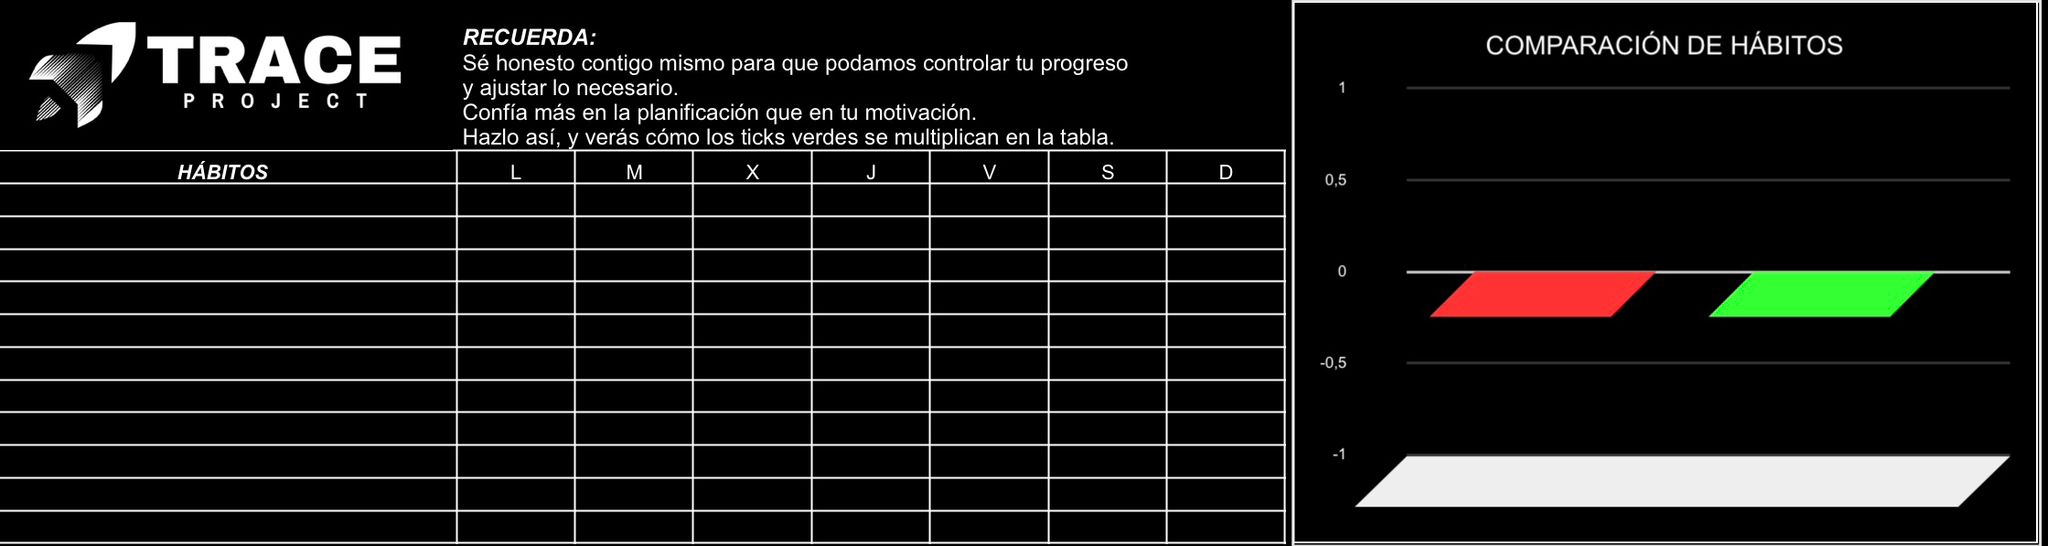 TRACE
PROJECT
RECUERDA:
Sé honesto contigo mismo para que podamos controlar tu progreso
y ajustar lo necesario.
Confía más en la planificación que en tu motivación.
Hazlo así, y verás cómo los ticks verdes se multiplican en la tabla.
HÁBITOS L M X J V S D
COMPARACIÓN DE HÁBITOS
1
0,5
0
-0,5
-1